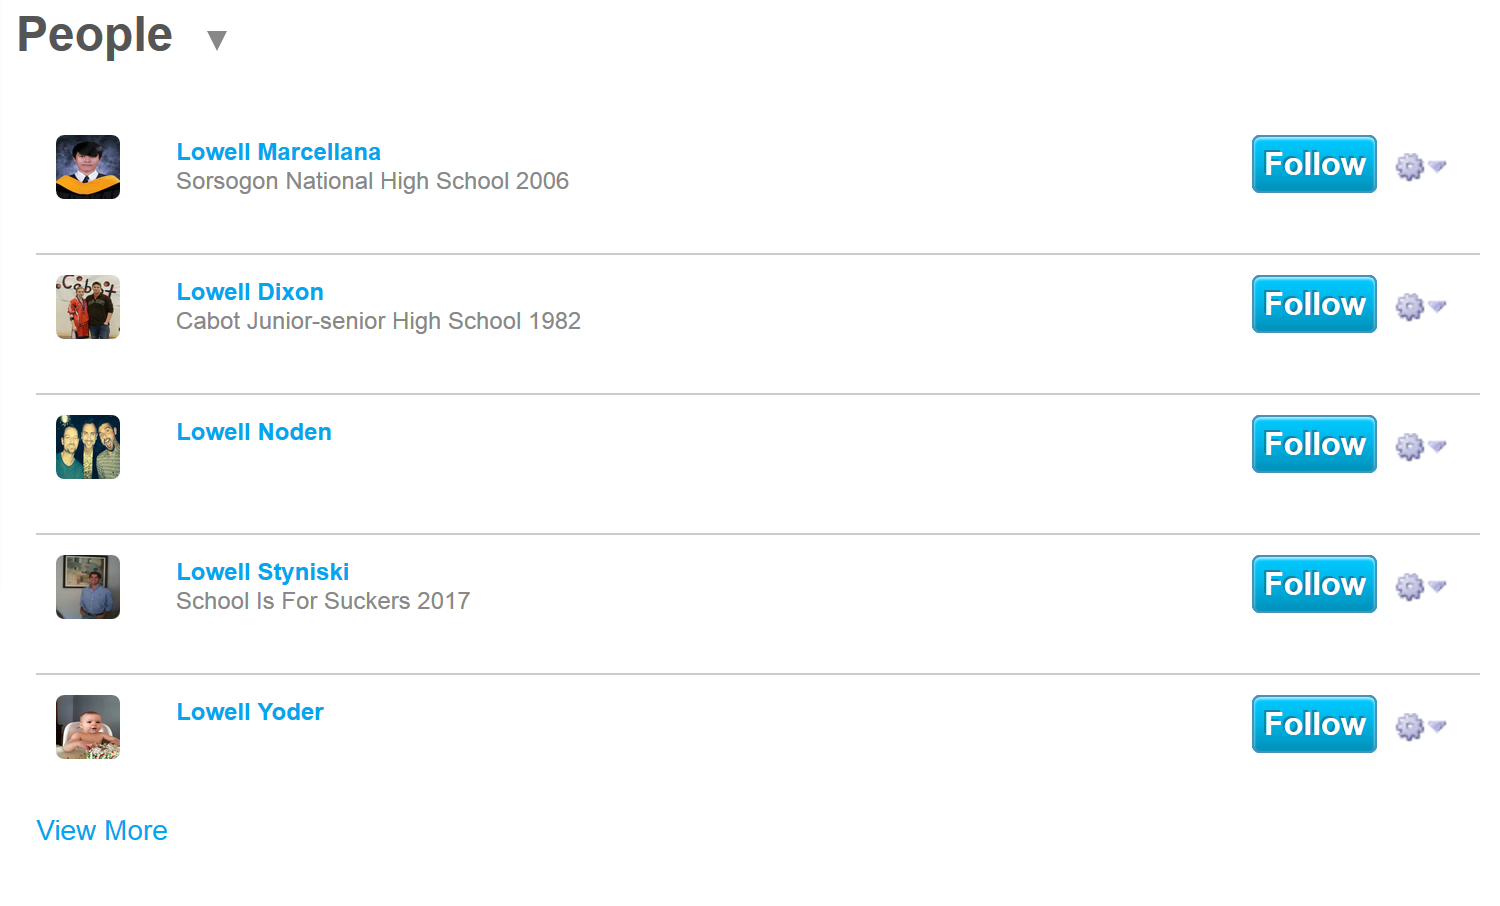 People ▼
Lowell Marcellana
Sorsogon National High School 2006
Follow
Lowell Dixon
Cabot Junior-senior High School 1982
Follow
Cabot
Lowell Noden
Follow
Lowell Styniski
School Is For Suckers 2017
Follow
Lowell Yoder
Follow
View More